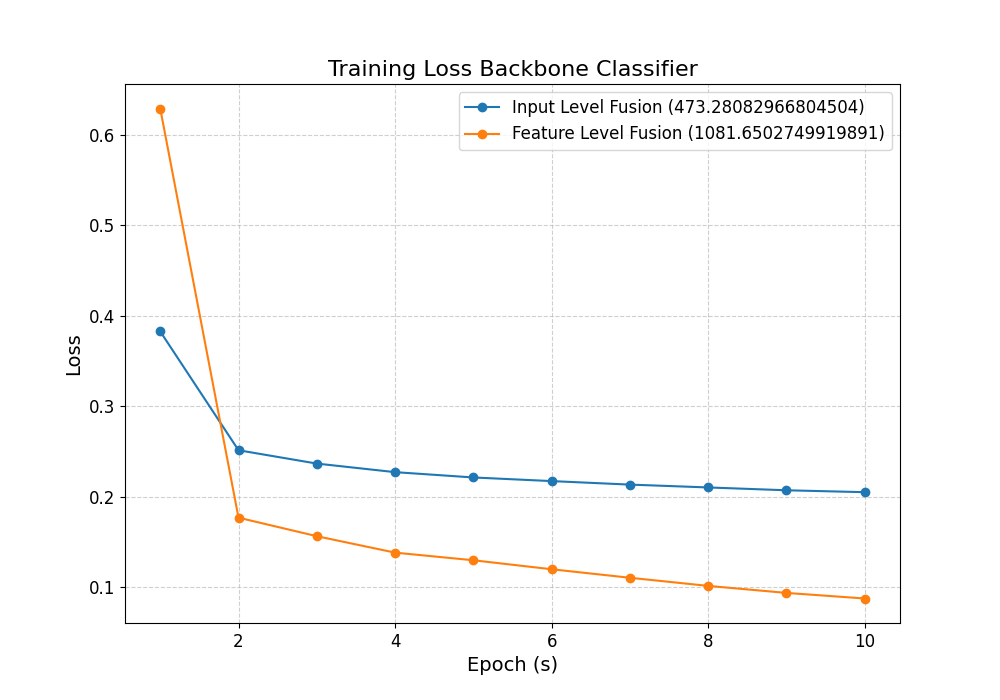 Training Loss Backbone Classifier
Input Level Fusion (473.28082966804504)
Feature Level Fusion (1081.6502749919891)
Loss
0.6
0.5
0.4
0.3
0.2
0.1
2 4 6 8 10
Epoch (s)